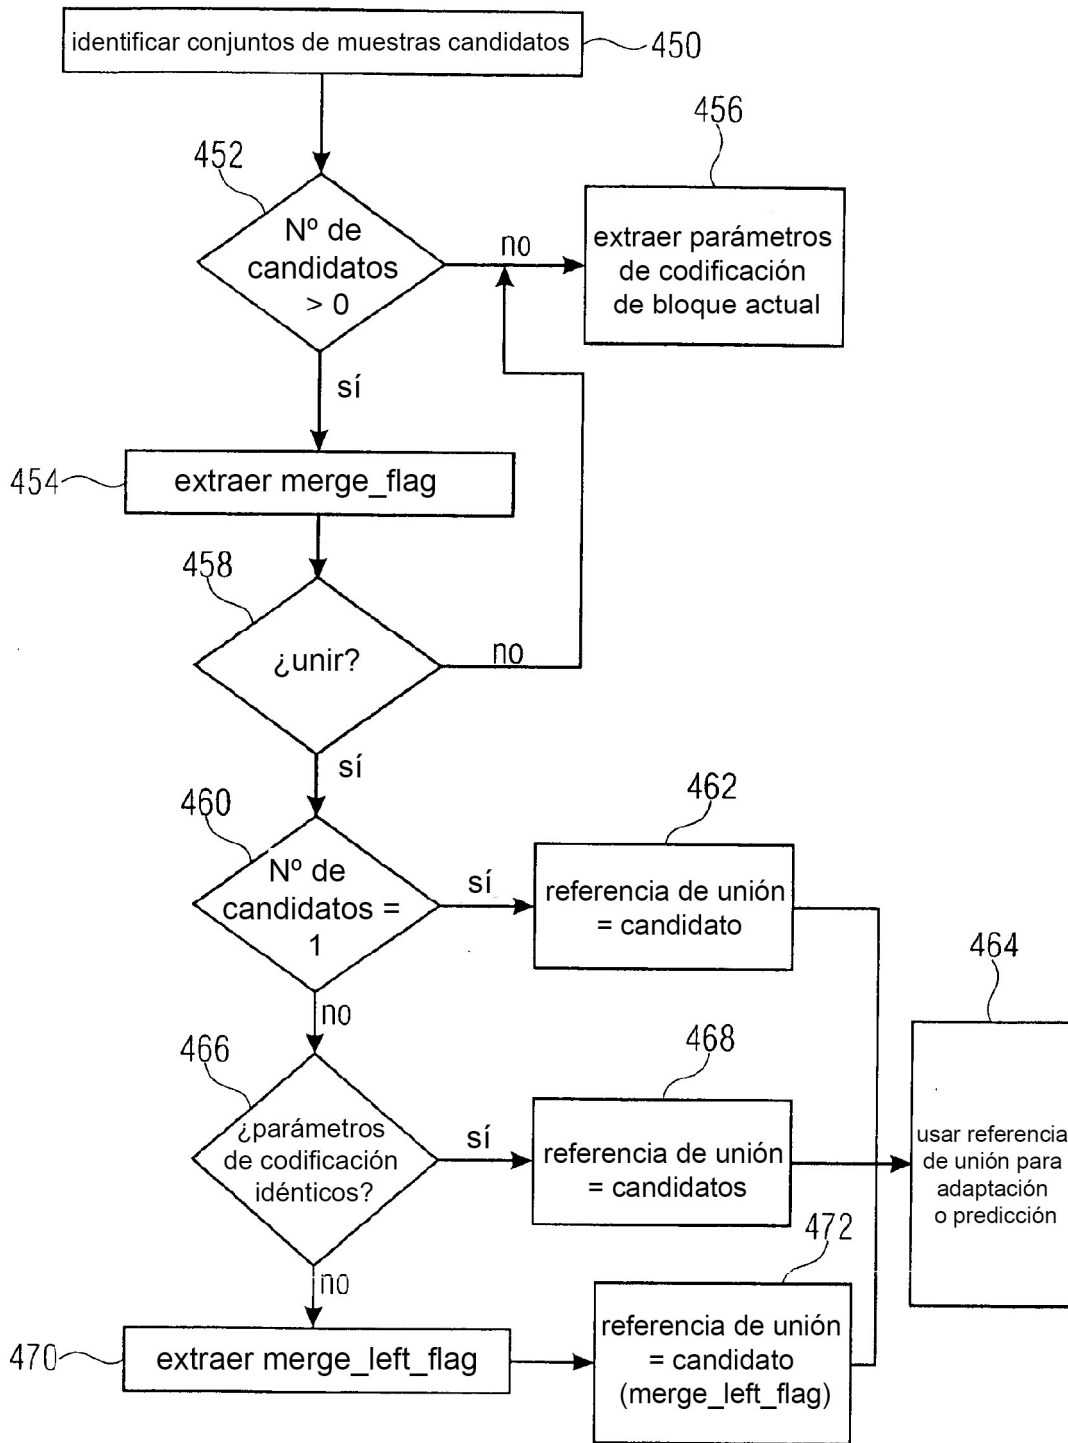 identificar conjuntos de muestras candidatos
450
456
452
Nº de
candidatos
> 0
no
extraer parámetros
de codificación
de bloque actual
sí
454
extraer merge_flag
458
¿unir?
no
sí
460
462
Nº de
candidatos =
1
sí
referencia de unión
= candidato
464
no
466
468
¿parámetros
de codificación
idénticos?
sí
referencia de unión
= candidatos
usar referencia
de unión para
adaptación
o predicción
472
no
470
extraer merge_left_flag
referencia de unión
= candidato
(merge_left_flag)